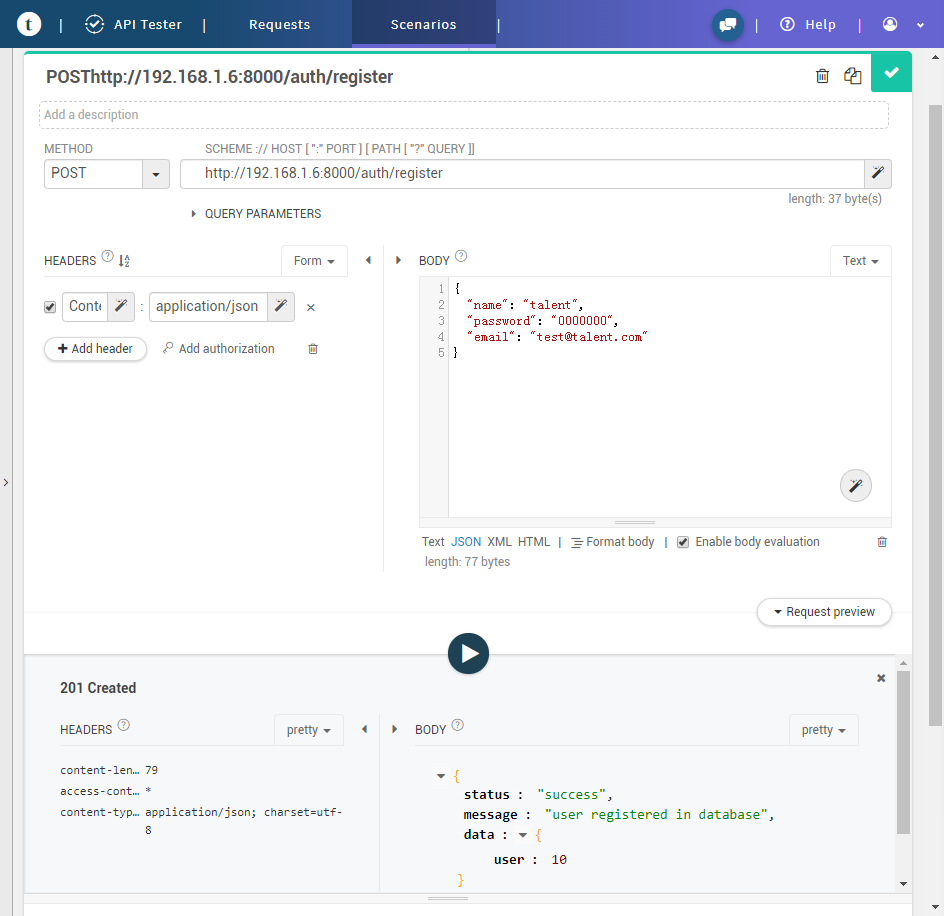 t | API Tester | Requests Scenarios | | Help |
POSThttp://192.168.1.6:8000/auth/register
Add a description
METHOD SCHEME :// HOST [ ":" PORT ] [ PATH [ "?" QUERY ]]
POST http://192.168.1.6:8000/auth/register
length: 37 byte(s)
QUERY PARAMETERS
HEADERS ? Form BODY ? Text
Conte : application/json
Add header Add authorization
1 {
2 "name": "talent",
3 "password": "0000000",
4 "email": "test@talent.com"
5 }
Text JSON XML HTML | Format body | Enable body evaluation
length: 77 bytes
Request preview
201 Created
HEADERS ? pretty BODY ? pretty
content-len… 79
access-cont… *
content-typ… application/json; charset=utf-
8
{
status : "success",
message : "user registered in database",
data : {
user : 10
}